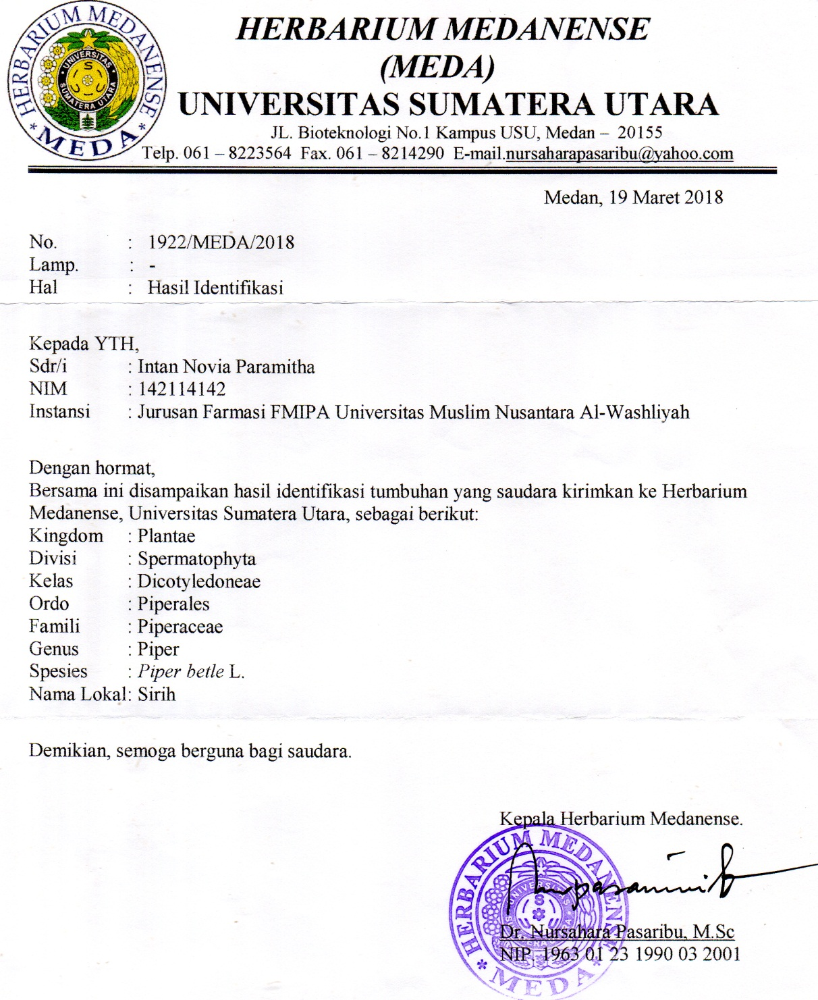 HERBARIUM MEDANENSE
MEDA
UNIVERSITAS
SUMATERA UTARA
HERBARIUM MEDANENSE
(MEDA)
UNIVERSITAS SUMATERA UTARA
JL. Bioteknologi No.1 Kampus USU, Medan – 20155
Telp. 061 – 8223564 Fax. 061 – 8214290 E-mail.nursaharapasaribu@yahoo.com
Medan, 19 Maret 2018
No. : 1922/MEDA/2018
Lamp. : -
Hal : Hasil Identifikasi
Kepada YTH,
Sdr/i : Intan Novia Paramitha
NIM : 142114142
Instansi : Jurusan Farmasi FMIPA Universitas Muslim Nusantara Al-Washliyah
Dengan hormat,
Bersama ini disampaikan hasil identifikasi tumbuhan yang saudara kirimkan ke Herbarium
Medanense, Universitas Sumatera Utara, sebagai berikut:
Kingdom : Plantae
Divisi : Spermatophyta
Kelas : Dicotyledoneae
Ordo : Piperales
Famili : Piperaceae
Genus : Piper
Spesies : Piper betle L.
Nama Lokal: Sirih
Demikian, semoga berguna bagi saudara.
Kepala Herbarium Medanense.
HERBARIUM MEDANENSE
MEDA
UNIVERSITAS
Dr. Nursahara Pasaribu, M.Sc
NIP. 1963 01 23 1990 03 2001